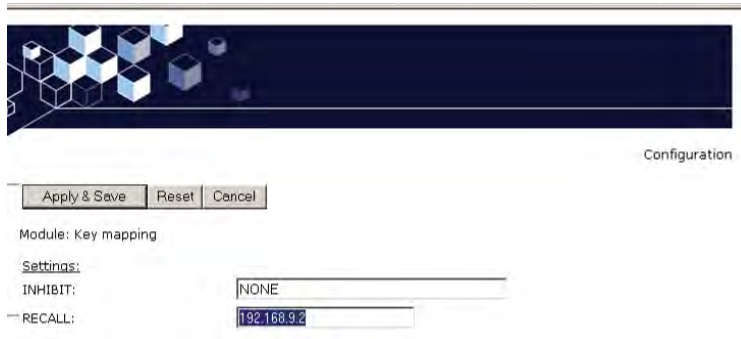 Configuration
Apply & Save Reset Cancel
Module: Key mapping
Settings:
INHIBIT: NONE
RECALL: 192.168.9.2